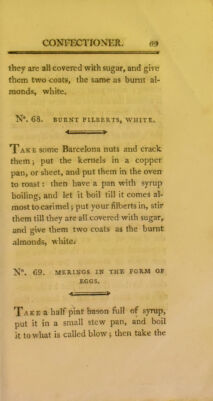 CONFECTIONER. 69
they are all covered with sugar, and give
them two coats, the same as burnt al-
monds, white.
N°. 68. BURNT FILBERTS, WHITE.
TAKE some Barcelona nuts and crack
them; put the kernels in a copper
pan, or sheet, and put them in the oven
to roast: then have a pan with syrup
boiling, and let it boil till it comes al-
most to carimel; put your filberts in, stir
them till they are all covered with sugar,
and give them two coats as the burnt
almonds, white.
N°. 69. MERINGS IN THE FORM OF
EGGS.
TAKE a half pint bason full of syrup,
put it in a small stew pan, and boil
it to what is called blow; then take the